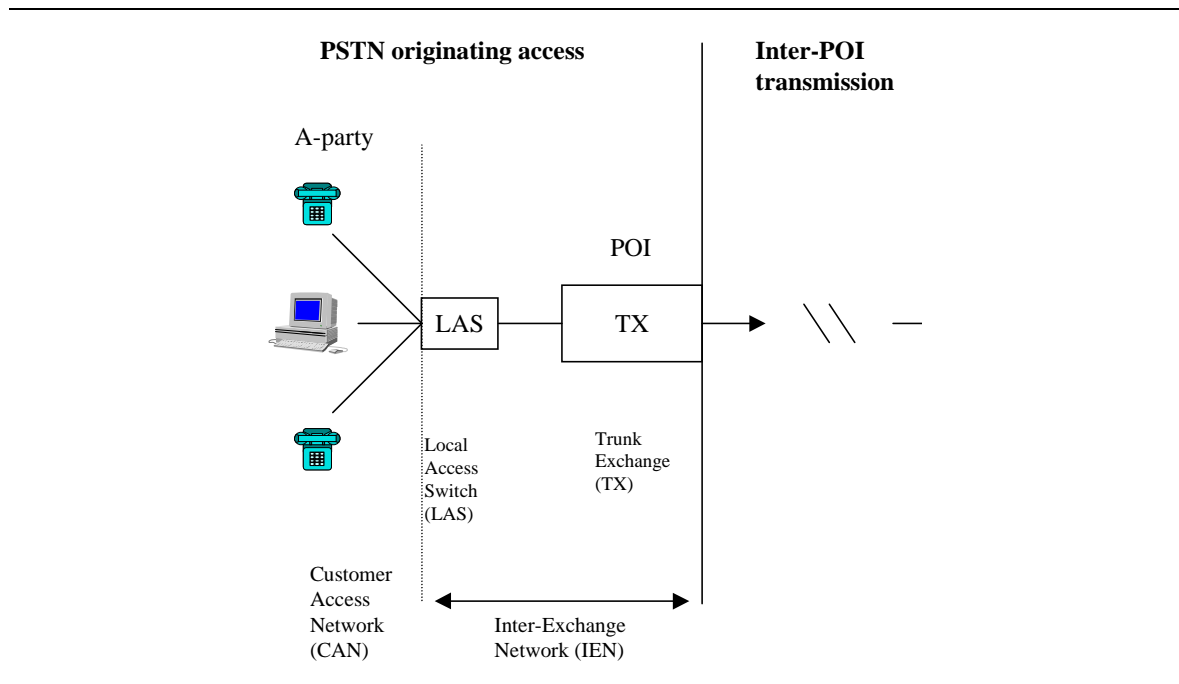 PSTN originating access
Inter-POI
transmission
A-party
POI
LAS
TX
Local
Access
Switch
(LAS)
Trunk
Exchange
(TX)
Customer
Access
Network
(CAN)
Inter-Exchange
Network (IEN)